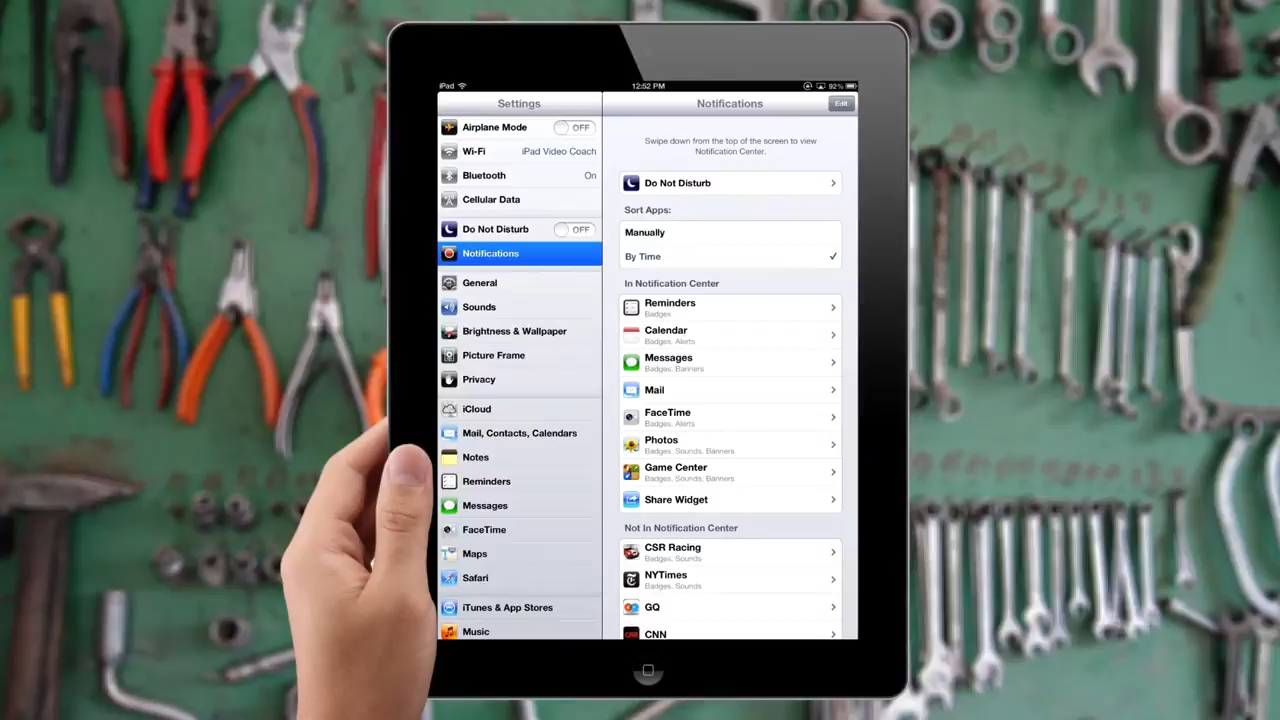 iPad
12:52 PM
92%
Settings
Airplane Mode OFF
Wi-Fi iPad Video Coach
Bluetooth On
Cellular Data
Do Not Disturb OFF
Notifications
General
Sounds
Brightness & Wallpaper
Picture Frame
Privacy
iCloud
Mail, Contacts, Calendars
Notes
Reminders
Messages
FaceTime
Maps
Safari
iTunes & App Stores
Music
Notifications
Edit
Swipe down from the top of the screen to view
Notification Center.
Do Not Disturb
Sort Apps:
Manually
By Time
In Notification Center
Reminders
Badges
Calendar
Badges, Alerts
Messages
Badges, Banners
Mail
FaceTime
Badges, Alerts
Photos
Badges, Sounds, Banners
Game Center
Badges, Sounds, Banners
Share Widget
Not In Notification Center
CSR Racing
Badges, Sounds
NYTimes
Badges, Sounds
GQ
CNN